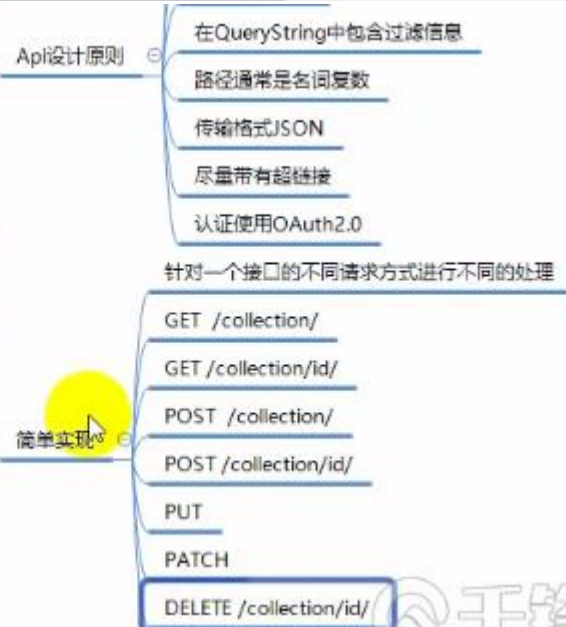 在QueryString中包含过滤信息
ApI设计原则
路径通常是名词复数
传输格式JSON
尽量带有超链接
认证使用OAuth2.0
针对一个接口的不同请求方式进行不同的处理
GET /collection/
GET /collection/id/
POST /collection/
简单实现
POST /collection/id/
PUT
PATCH
DELETE /collection/id/